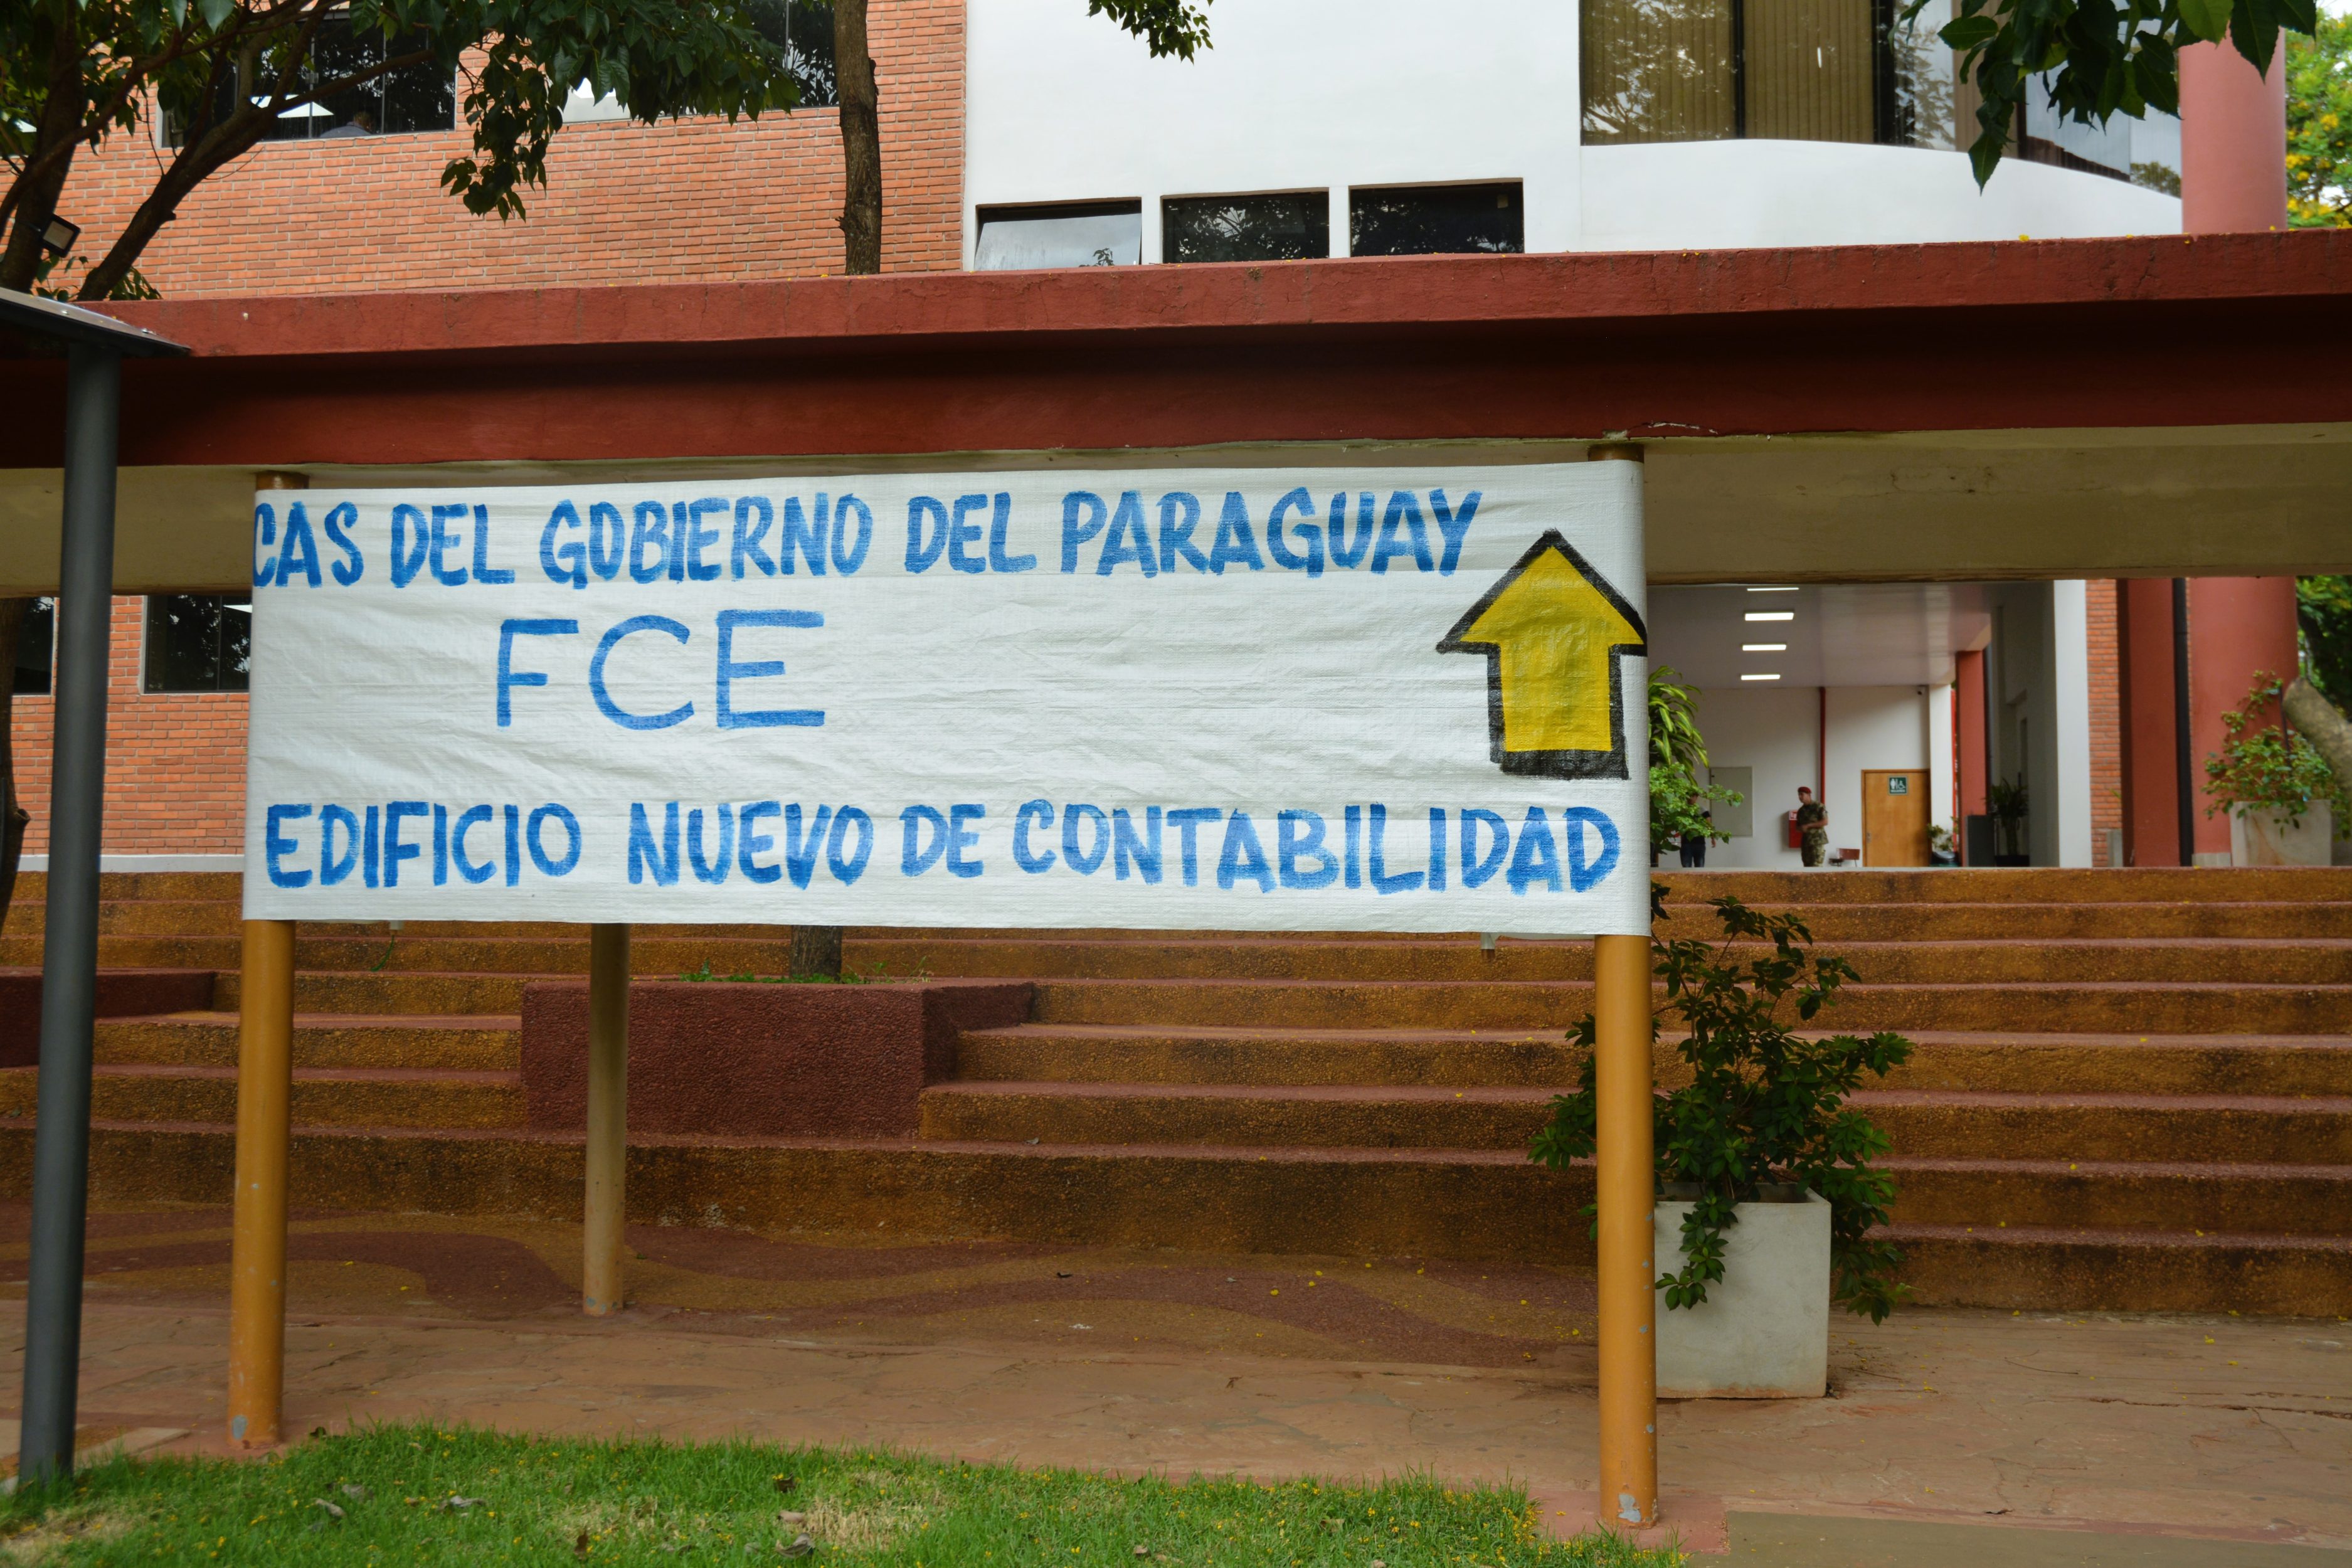 CAS DEL GOBIERNO DEL PARAGUAY
FCE
EDIFICIO NUEVO DE CONTABILIDAD